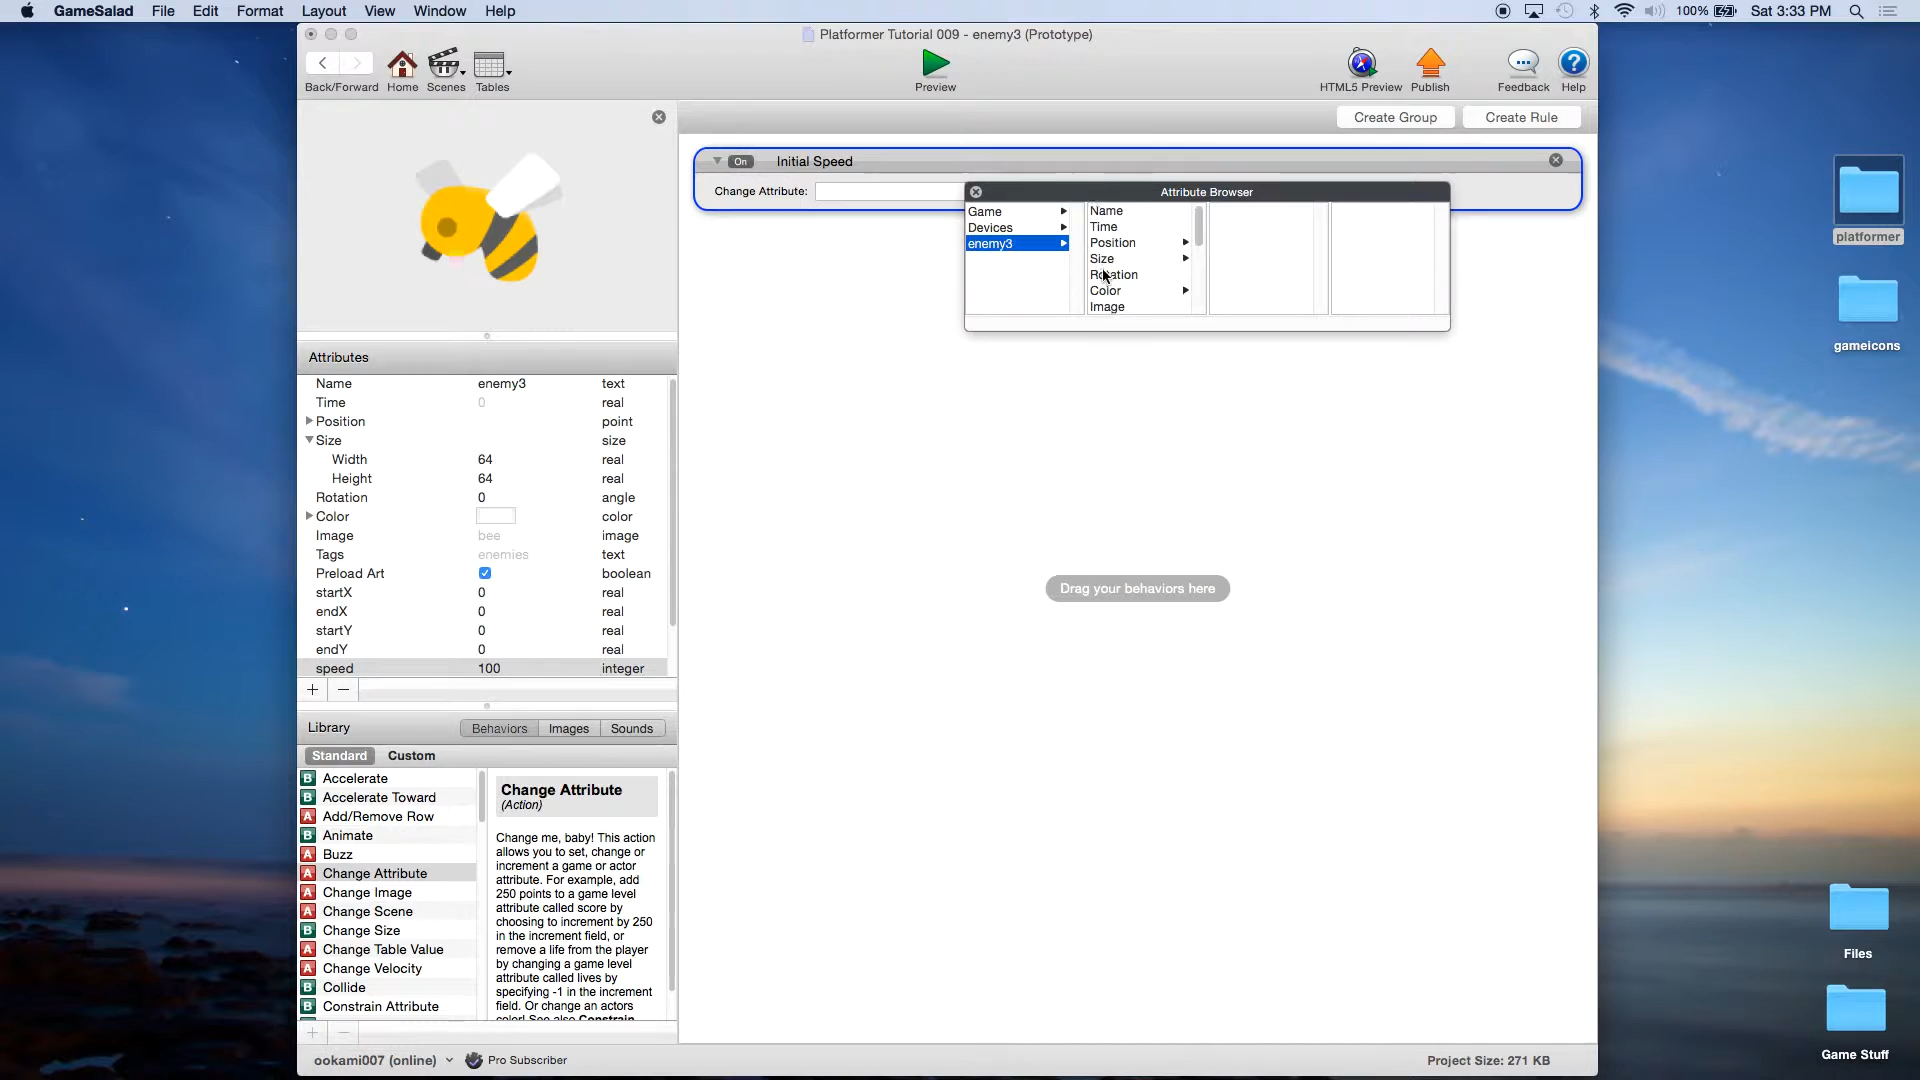 GameSalad File Edit Format Layout View Window Help 100% Sat 3:33 PM
Platformer Tutorial 009 - enemy3 (Prototype)
Back/Forward Home Scenes Tables Preview HTML5 Preview Publish Feedback Help
Create Group Create Rule
On Initial Speed
Change Attribute:
Attribute Browser
Game Name
Devices Time
enemy3 Position
Size
Rotation
Color
Image
platformer
gameicons
Attributes
Name enemy3 text
Time 0 real
Position point
Size size
Width 64 real
Height 64 real
Rotation 0 angle
Color color
Image bee image
Tags enemies text
Preload Art boolean
startX 0 real
endX 0 real
startY 0 real
endY 0 real
speed 100 integer
Drag your behaviors here
Library Behaviors Images Sounds
Standard Custom
B Accelerate
B Accelerate Toward
A Add/Remove Row
B Animate
A Buzz
A Change Attribute
A Change Image
A Change Scene
B Change Size
A Change Table Value
A Change Velocity
B Collide
B Constrain Attribute
Change Attribute
(Action)
Change me, baby! This action
allows you to set, change or
increment a game or actor
attribute. For example, add
250 points to a game level
attribute called score by
choosing to increment by 250
in the increment field, or
remove a life from the player
by changing a game level
attribute called lives by
specifying -1 in the increment
field. Or change an actors
color! See also Constrain
Files
Game Stuff
ookami007 (online) Pro Subscriber Project Size: 271 KB